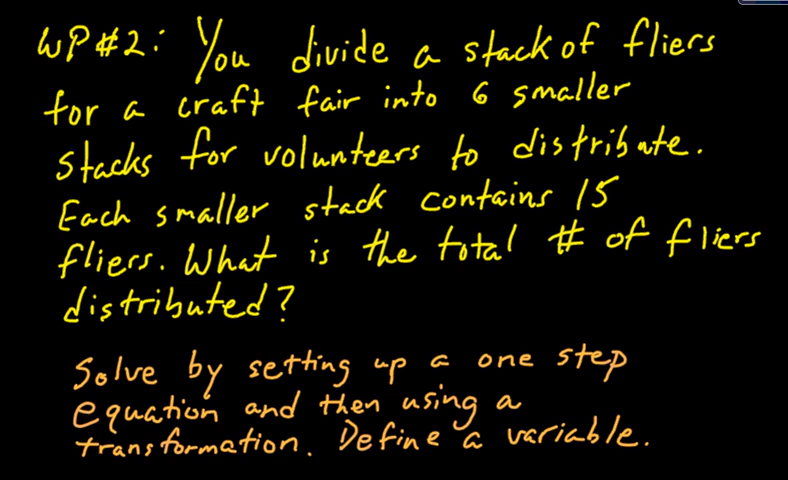 WP#2: You divide a stack of fliers
for a craft fair into 6 smaller
stacks for volunteers to distribute.
Each smaller stack contains 15
fliers. What is the total # of fliers
distributed?
Solve by setting up a one step
equation and then using a
transformation. Define a variable.